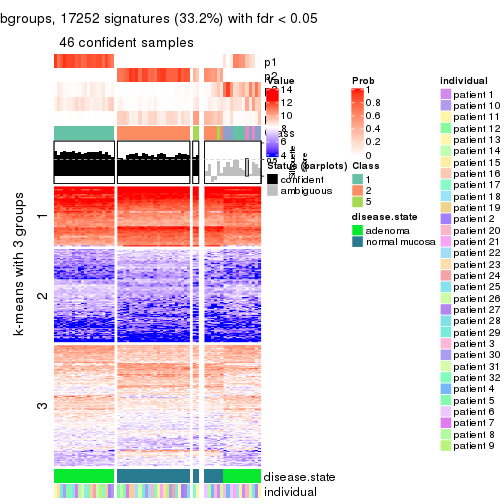 bgroups, 17252 signatures (33.2%) with fdr < 0.05
46 confident samples
p1
p2
Value
14
12
10
8
6
4
Prob
1
0.8
0.6
0.4
0.2
0
Silhouette
score
Status (barplots)
confident
ambiguous
Class
1
2
5
disease.state
adenoma
normal mucosa
individual
patient 1
patient 10
patient 11
patient 12
patient 13
patient 14
patient 15
patient 16
patient 17
patient 18
patient 19
patient 2
patient 20
patient 21
patient 22
patient 23
patient 24
patient 25
patient 26
patient 27
patient 28
patient 29
patient 3
patient 30
patient 31
patient 32
patient 4
patient 5
patient 6
patient 7
patient 8
patient 9
k-means with 3 groups
1
2
3
disease.state
individual